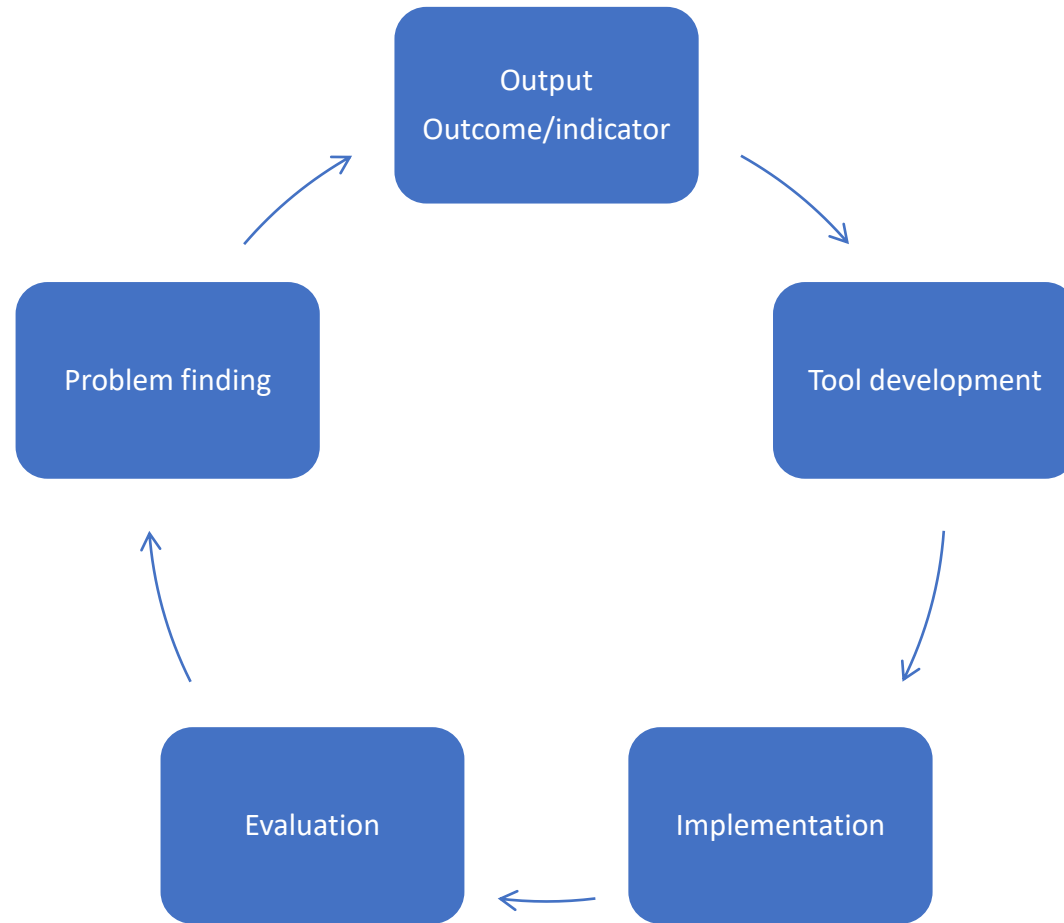 Output
Outcome/indicator
Problem finding
Tool development
Evaluation
Implementation